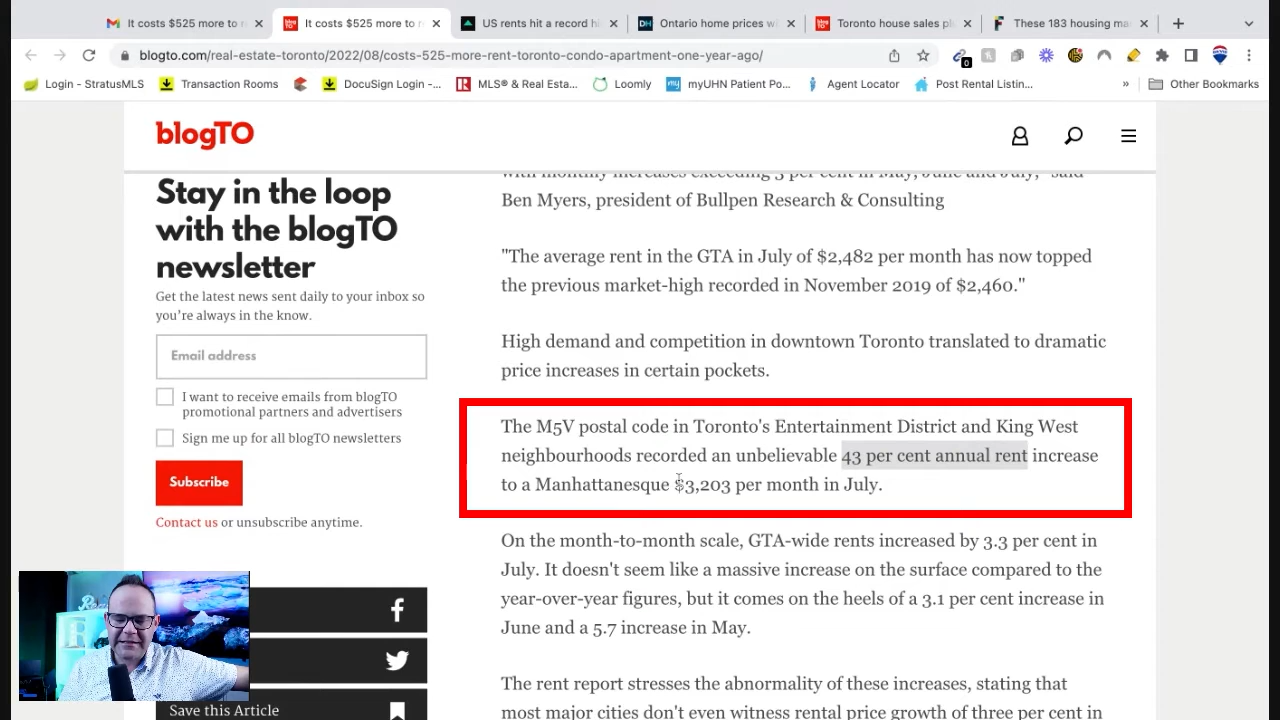 It costs $525 more to r
It costs $525 more to r
US rents hit a record hi
Ontario home prices w
Toronto house sales pl
These 183 housing ma
blogto.com/real-estate-toronto/2022/08/costs-525-more-rent-toronto-condo-apartment-one-year-ago/
0
Login - StratusMLS
Transaction Rooms
DocuSign Login -...
MLS® & Real Esta...
Loomly
myUHN Patient Po...
Agent Locator
Post Rental Listin...
»
Other Bookmarks
blogTO
Stay in the loop
with the blogTO
newsletter
Get the latest news sent daily to your inbox so
you're always in the know.
Email address
I want to receive emails from blogTO
promotional partners and advertisers
Sign me up for all blogTO newsletters
Subscribe
Contact us or unsubscribe anytime.
Save this Article
with monthly increases exceeding 3 per cent in May, June and July," said
Ben Myers, president of Bullpen Research & Consulting
"The average rent in the GTA in July of $2,482 per month has now topped
the previous market-high recorded in November 2019 of $2,460."
High demand and competition in downtown Toronto translated to dramatic
price increases in certain pockets.
The M5V postal code in Toronto's Entertainment District and King West
neighbourhoods recorded an unbelievable 43 per cent annual rent increase
to a Manhattanesque $3,203 per month in July.
On the month-to-month scale, GTA-wide rents increased by 3.3 per cent in
July. It doesn't seem like a massive increase on the surface compared to the
year-over-year figures, but it comes on the heels of a 3.1 per cent increase in
June and a 5.7 increase in May.
The rent report stresses the abnormality of these increases, stating that
most major cities don't even witness rental price growth of three per cent in